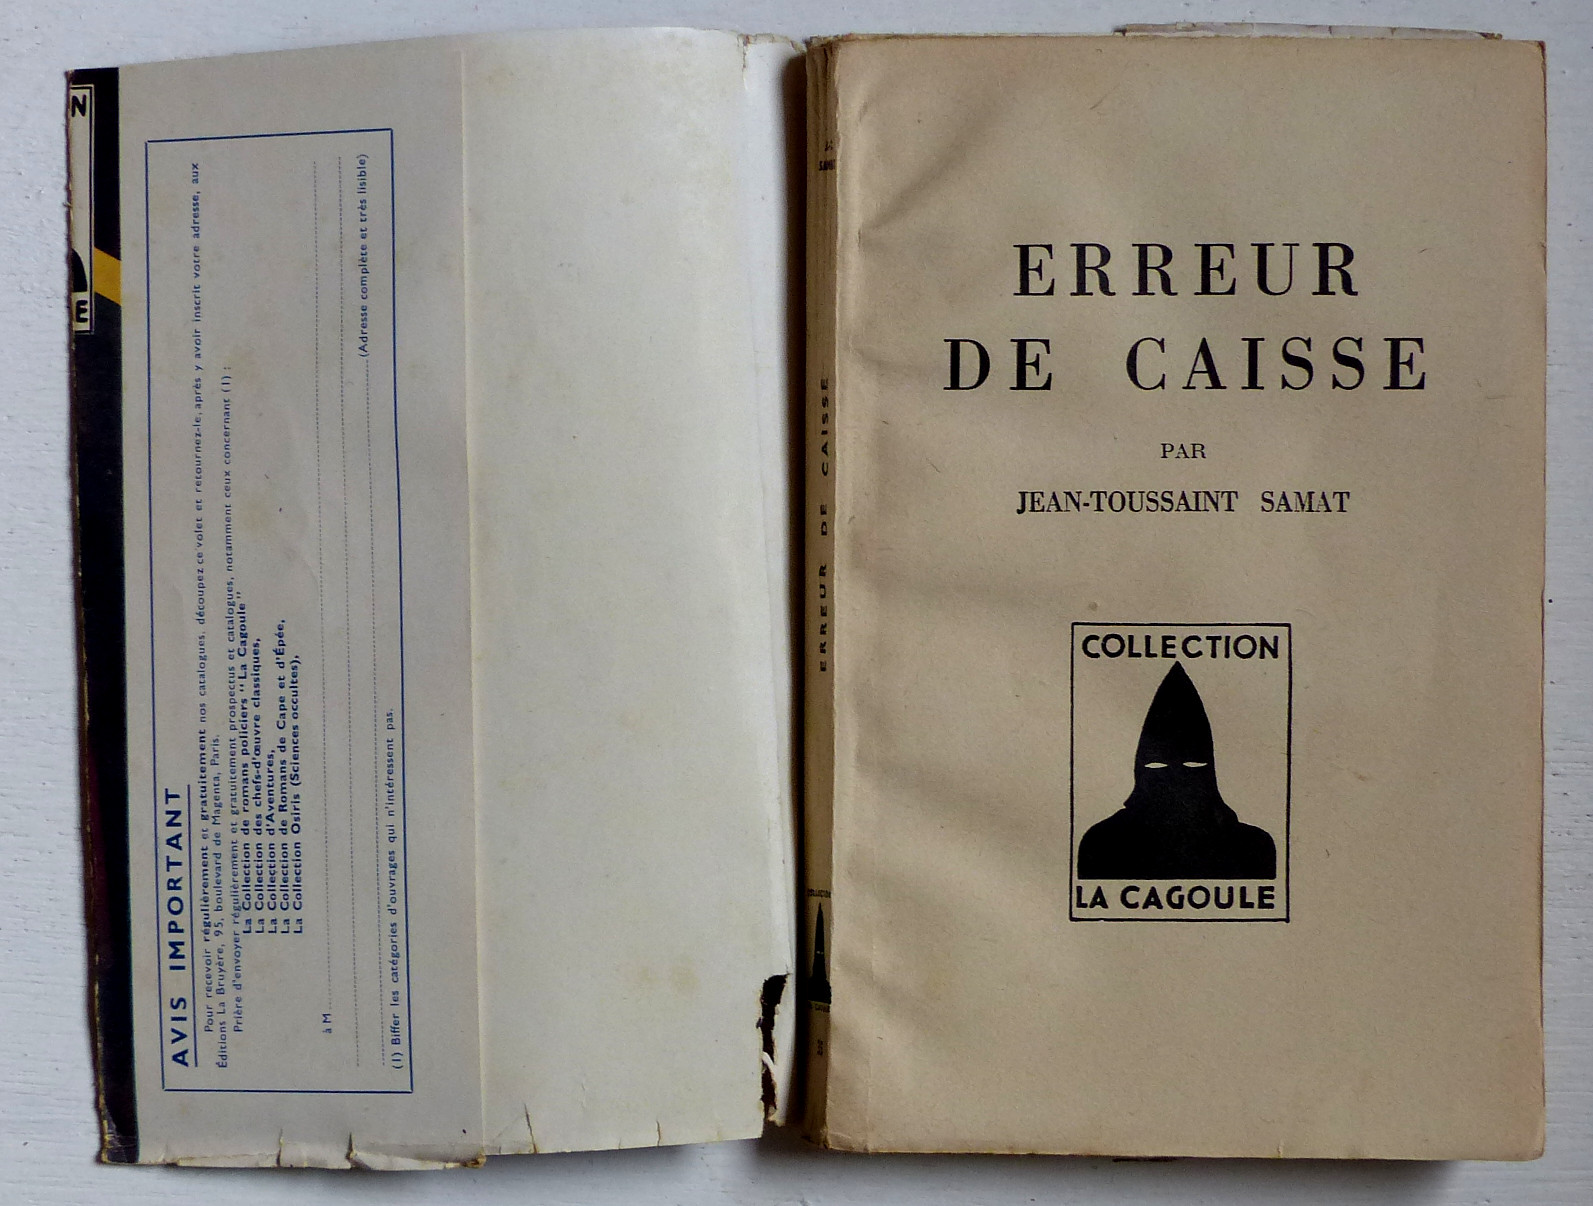 N
E
AVIS IMPORTANT
Pour recevoir régulièrement et gratuitement nos catalogues, découpez ce volet et retournez-le, après y avoir inscrit votre adresse, aux
Éditions La Bruyère, 95, boulevard de Magenta, Paris.
Prière d'envoyer régulièrement et gratuitement prospectus et catalogues, notamment ceux concernant (1) :
La Collection de romans policiers "La Cagoule"
La Collection des chefs-d'œuvre classiques,
La Collection d'Aventures,
La Collection de Romans de Cape et d'Épée,
La Collection Osiris (Sciences occultes),
à M
(Adresse complète et très lisible)
(1) Biffer les catégories d'ouvrages qui n'intéressent pas.
SAMAT
ERREUR DE CAISSE
COLLECTION
ERREUR
DE CAISSE
PAR
JEAN-TOUSSAINT SAMAT
COLLECTION
LA CAGOULE